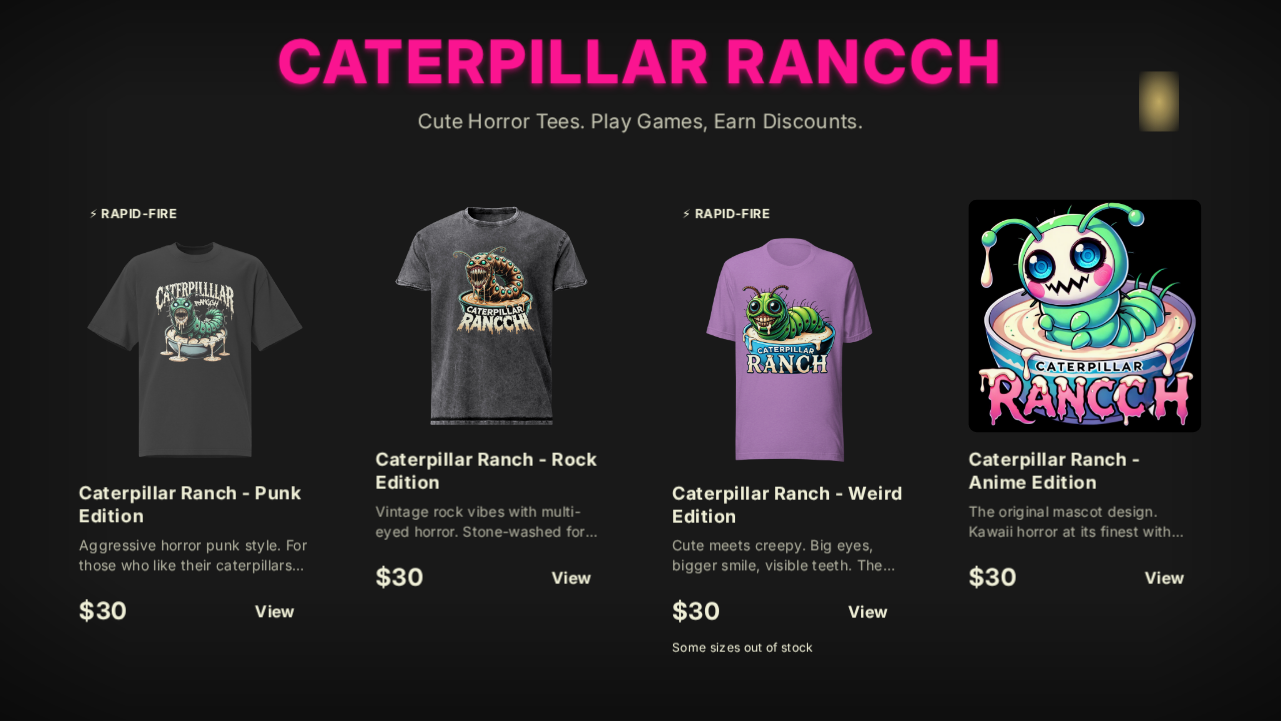 CATERPILLAR RANCCH
Cute Horror Tees. Play Games, Earn Discounts.
⚡ RAPID-FIRE
CATERPILLLLAR
RANCCH
Caterpillar Ranch - Punk
Edition
Aggressive horror punk style. For
those who like their caterpillars...
$30
View
CATERPILLAR
RANCCH
Caterpillar Ranch - Rock
Edition
Vintage rock vibes with multi-
eyed horror. Stone-washed for...
$30
View
⚡ RAPID-FIRE
CATERPILLAR
RANCH
Caterpillar Ranch - Weird
Edition
Cute meets creepy. Big eyes,
bigger smile, visible teeth. The...
$30
View
Some sizes out of stock
CATERPILLAR
RANCCH
Caterpillar Ranch -
Anime Edition
The original mascot design.
Kawaii horror at its finest with...
$30
View